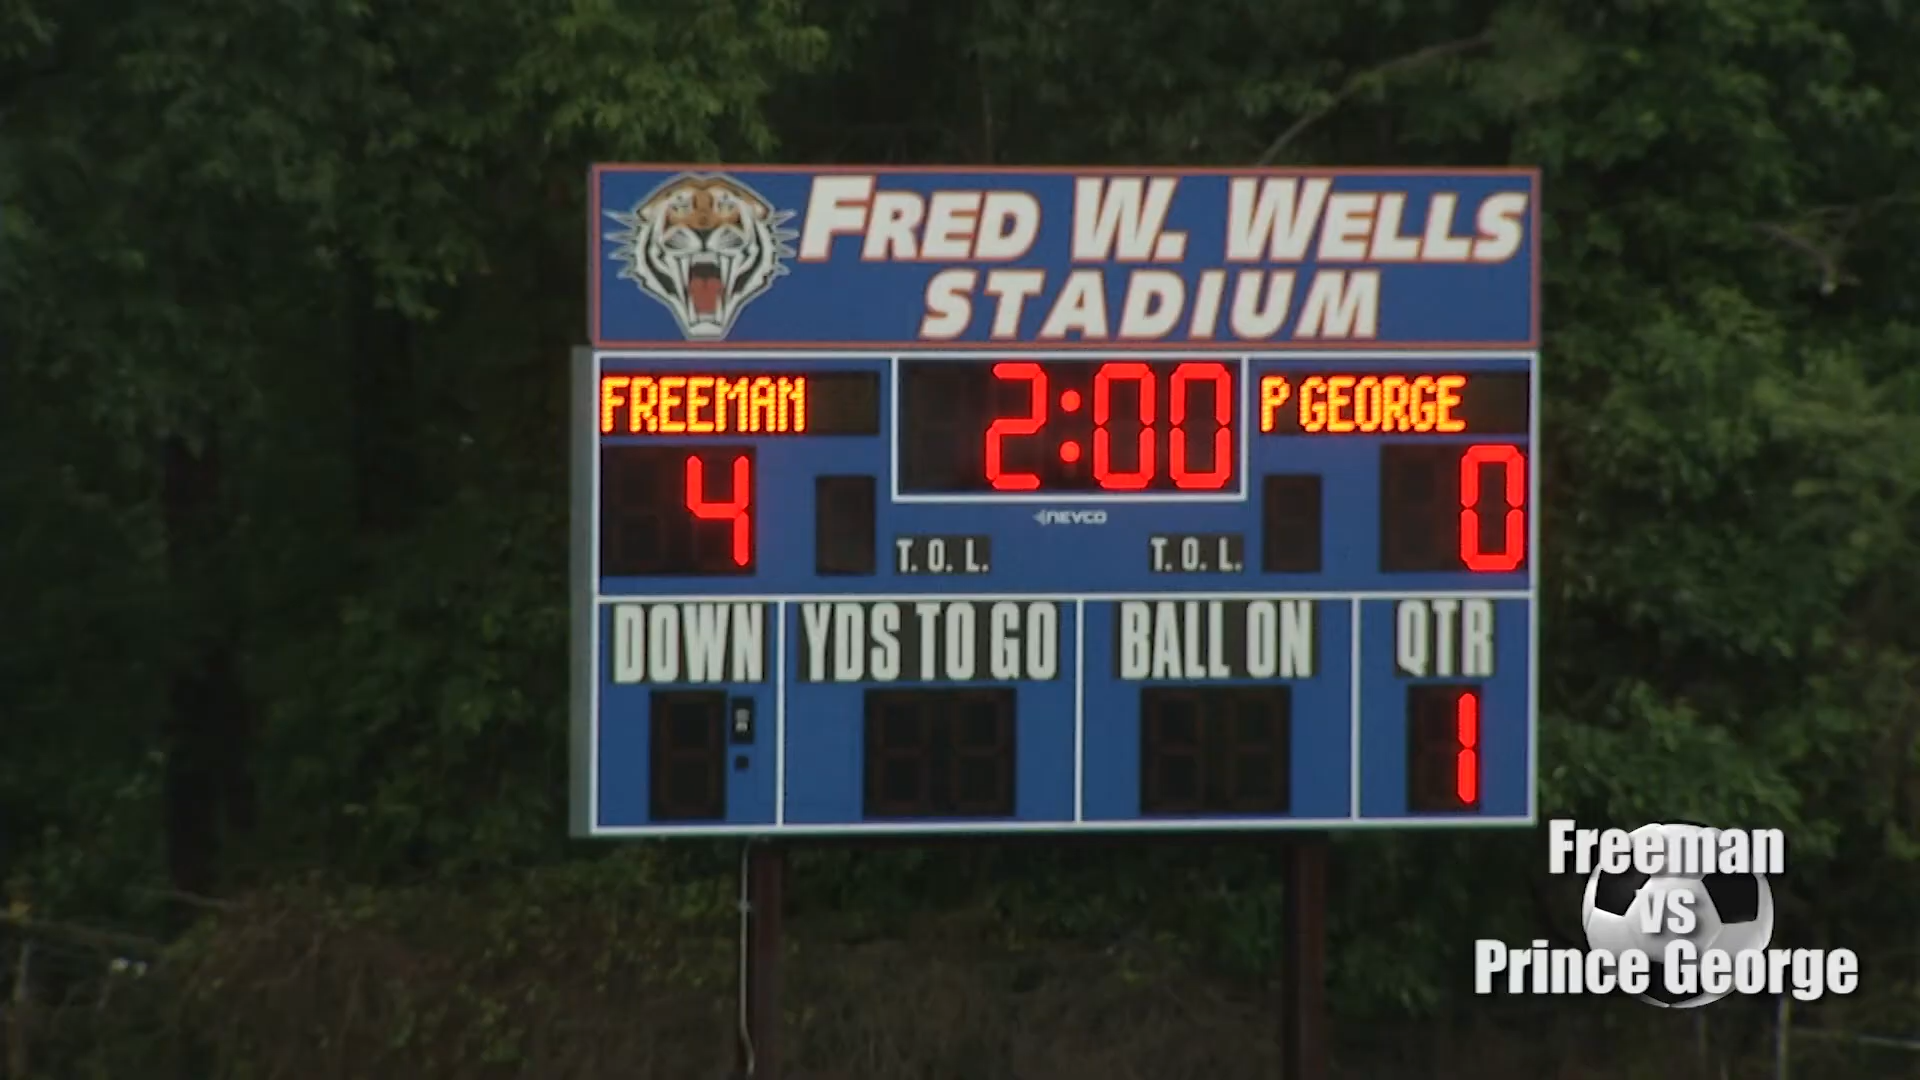 FRED W. WELLS
STADIUM
FREEMAN 2:00 P GEORGE
4 0
NEVCO
T. O. L. T. O. L.
DOWN YDS TO GO BALL ON QTR
1
Freeman
vs
Prince George